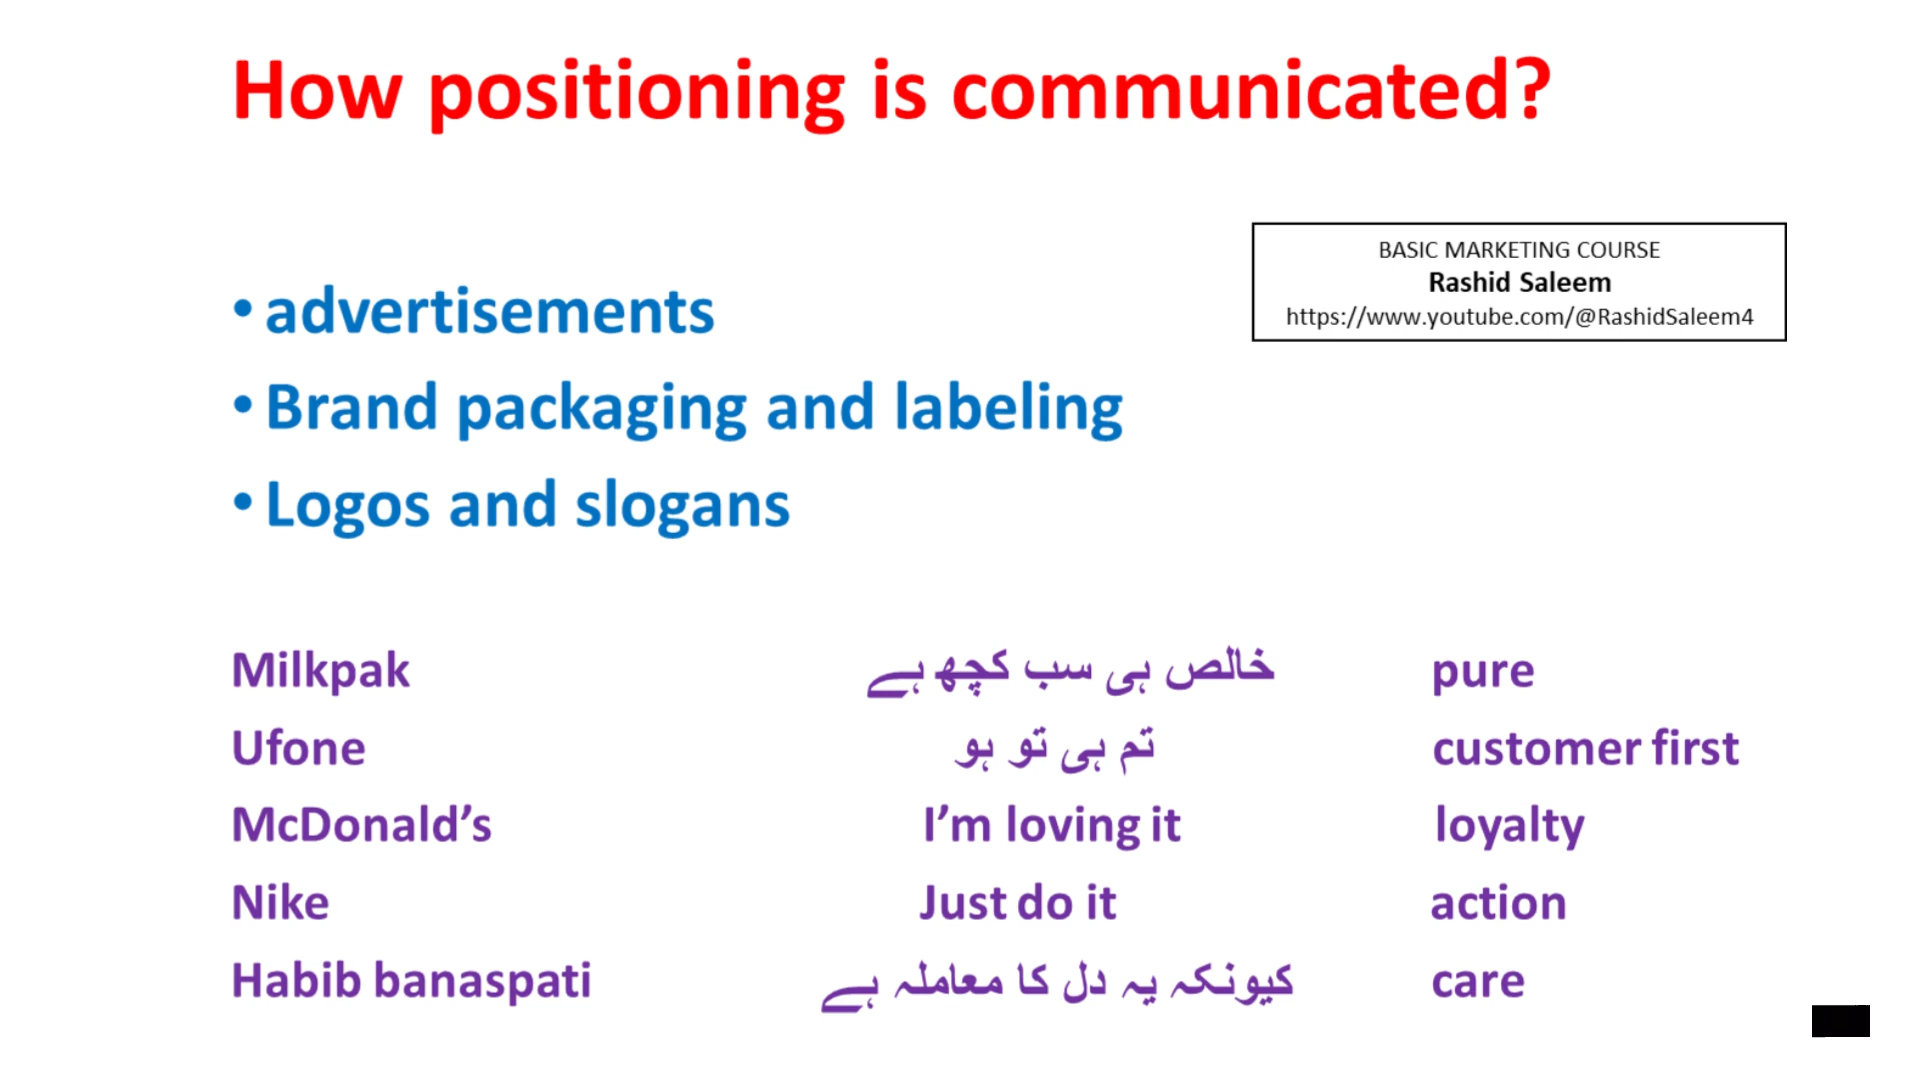 How positioning is communicated?
BASIC MARKETING COURSE
Rashid Saleem
https://www.youtube.com/@RashidSaleem4
• advertisements
• Brand packaging and labeling
• Logos and slogans
Milkpak خالص ہی سب کچھ ہے pure
Ufone تم ہی تو ہو customer first
McDonald’s I’m loving it loyalty
Nike Just do it action
Habib banaspati کیونکہ یہ دل کا معاملہ ہے care